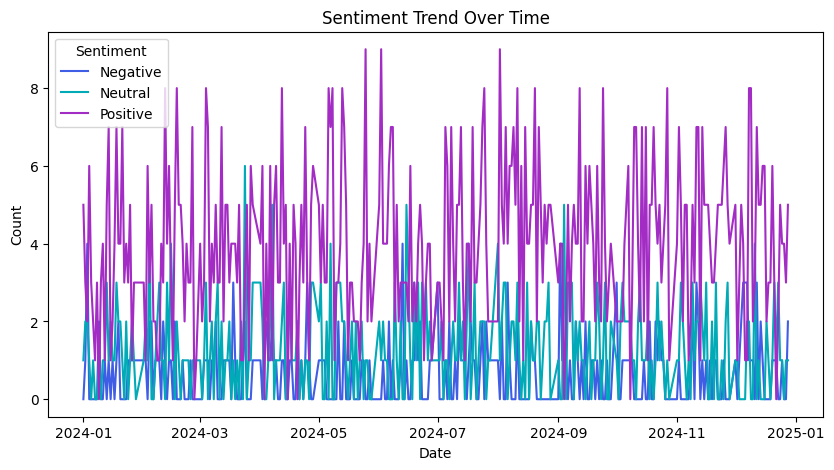 Sentiment Trend Over Time
Sentiment
Negative
Neutral
Positive
8
6
4
2
0
Count
2024-01 2024-03 2024-05 2024-07 2024-09 2024-11 2025-01
Date